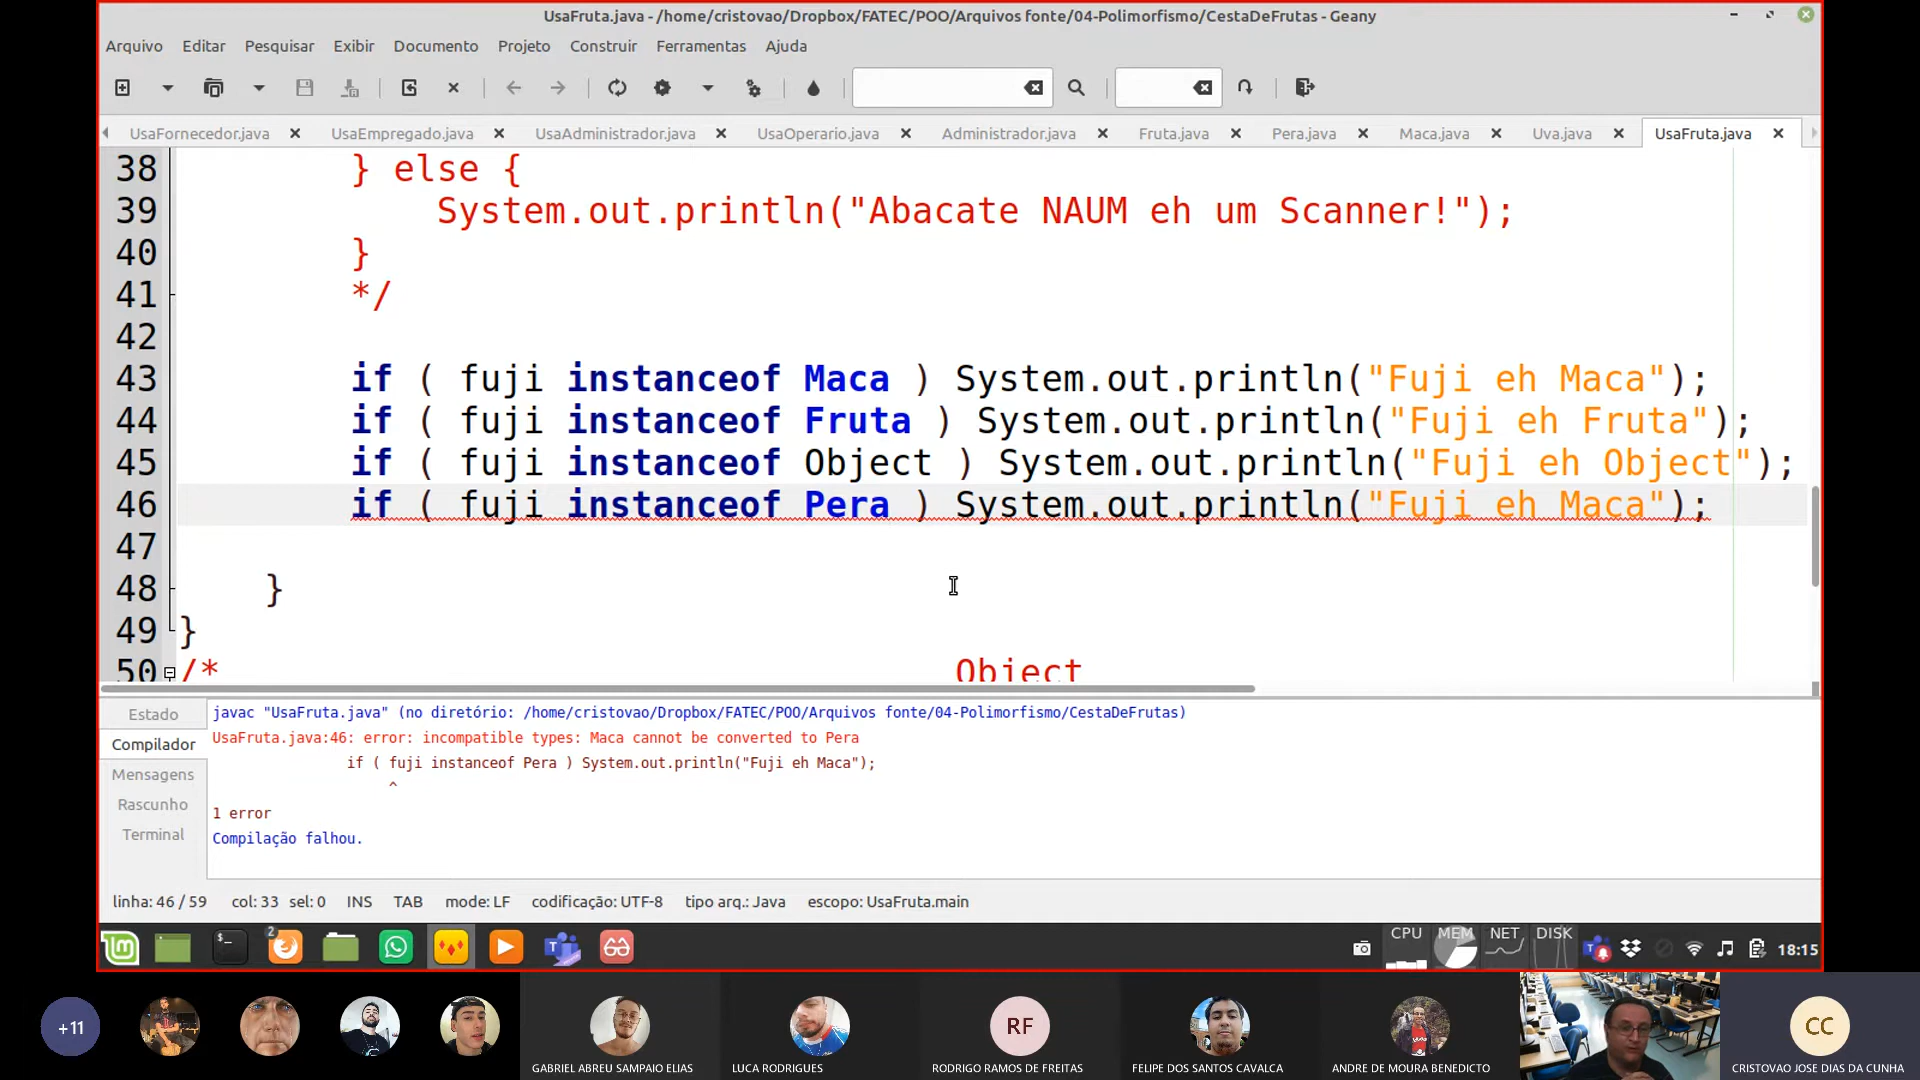 UsaFruta.java - /home/cristovao/Dropbox/FATEC/POO/Arquivos fonte/04-Polimorfismo/CestaDeFrutas - Geany
Arquivo Editar Pesquisar Exibir Documento Projeto Construir Ferramentas Ajuda
UsaFornecedor.java UsaEmpregado.java UsaAdministrador.java UsaOperario.java Administrador.java Fruta.java Pera.java Maca.java Uva.java UsaFruta.java
38 } else {
39 System.out.println("Abacate NAUM eh um Scanner!");
40 }
41 */
42
43 if ( fuji instanceof Maca ) System.out.println("Fuji eh Maca");
44 if ( fuji instanceof Fruta ) System.out.println("Fuji eh Fruta");
45 if ( fuji instanceof Object ) System.out.println("Fuji eh Object");
46 if ( fuji instanceof Pera ) System.out.println("Fuji eh Maca");
47
48 }
49 }
50 /* Object
Estado
Compilador
Mensagens
Rascunho
Terminal
javac "UsaFruta.java" (no diretório: /home/cristovao/Dropbox/FATEC/POO/Arquivos fonte/04-Polimorfismo/CestaDeFrutas)
UsaFruta.java:46: error: incompatible types: Maca cannot be converted to Pera
if ( fuji instanceof Pera ) System.out.println("Fuji eh Maca");
^
1 error
Compilação falhou.
linha: 46 / 59 col: 33 sel: 0 INS TAB mode: LF codificação: UTF-8 tipo arq.: Java escopo: UsaFruta.main
2
CPU MEM NET DISK
18:15
+11
RF
CC
GABRIEL ABREU SAMPAIO ELIAS
LUCA RODRIGUES
RODRIGO RAMOS DE FREITAS
FELIPE DOS SANTOS CAVALCA
ANDRE DE MOURA BENEDICTO
CRISTOVAO JOSE DIAS DA CUNHA